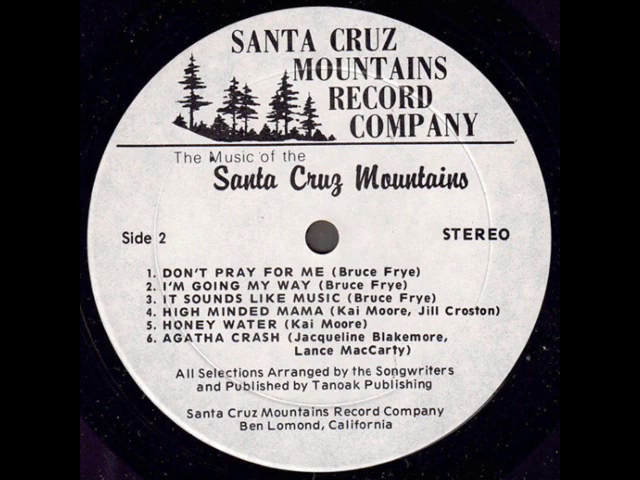 SANTA CRUZ
MOUNTAINS
RECORD
COMPANY
The Music of the
Santa Cruz Mountains
Side 2
STEREO
1. DON'T PRAY FOR ME (Bruce Frye)
2. I'M GOING MY WAY (Bruce Frye)
3. IT SOUNDS LIKE MUSIC (Bruce Frye)
4. HIGH MINDED MAMA (Kai Moore, Jill Croston)
5. HONEY WATER (Kai Moore)
6. AGATHA CRASH (Jacqueline Blakemore,
Lance MacCarty)
All Selections Arranged by the Songwriters
and Published by Tanoak Publishing
Santa Cruz Mountains Record Company
Ben Lomond, California